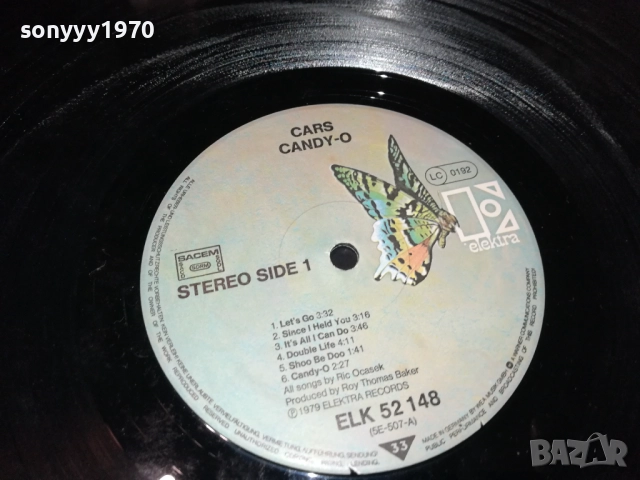 sonyyy1970
CARS
CANDY-O
LC 0192
elektra
SACEM
SDRM
STEREO SIDE 1
1. Let's Go 3:32
2. Since I Held You 3:16
3. It's All I Can Do 3:46
4. Double Life 4:11
5. Shoo Be Doo 1:41
6. Candy-O 2:27
All songs by Ric Ocasek
Produced by Roy Thomas Baker
Ⓟ1979 ELEKTRA RECORDS
ELK 52 148
(5E-507-A)
33
MADE IN GERMANY
BAZAR